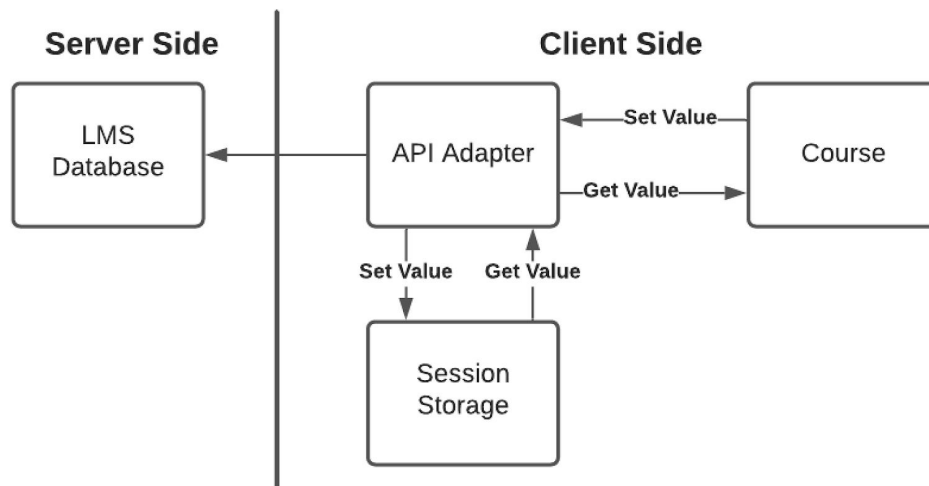 Server Side
Client Side
LMS
Database
API Adapter
Set Value
Get Value
Course
Set Value
Get Value
Session
Storage